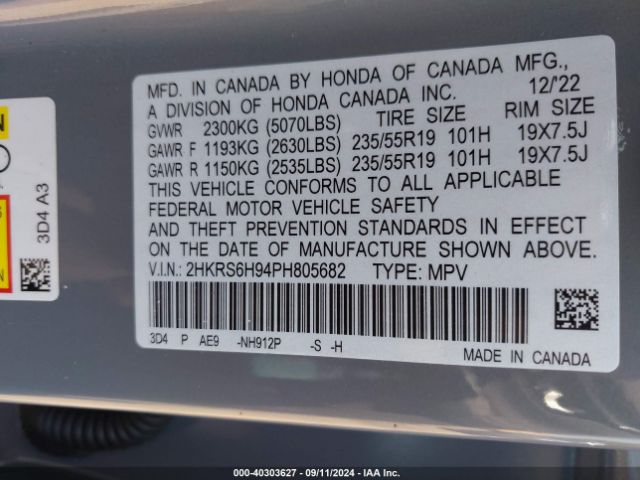 MFD. IN CANADA BY HONDA OF CANADA MFG.,
A DIVISION OF HONDA CANADA INC. 12/'22
GVWR 2300KG (5070LBS) TIRE SIZE RIM SIZE
GAWR F 1193KG (2630LBS) 235/55R19 101H 19X7.5J
GAWR R 1150KG (2535LBS) 235/55R19 101H 19X7.5J
THIS VEHICLE CONFORMS TO ALL APPLICABLE
FEDERAL MOTOR VEHICLE SAFETY
AND THEFT PREVENTION STANDARDS IN EFFECT
ON THE DATE OF MANUFACTURE SHOWN ABOVE.
V.I.N.: 2HKRS6H94PH805682 TYPE: MPV
3D4 P AE9 -NH912P -S -H
MADE IN CANADA
3D4 A3
000-40303627 - 09/11/2024 - IAA Inc.